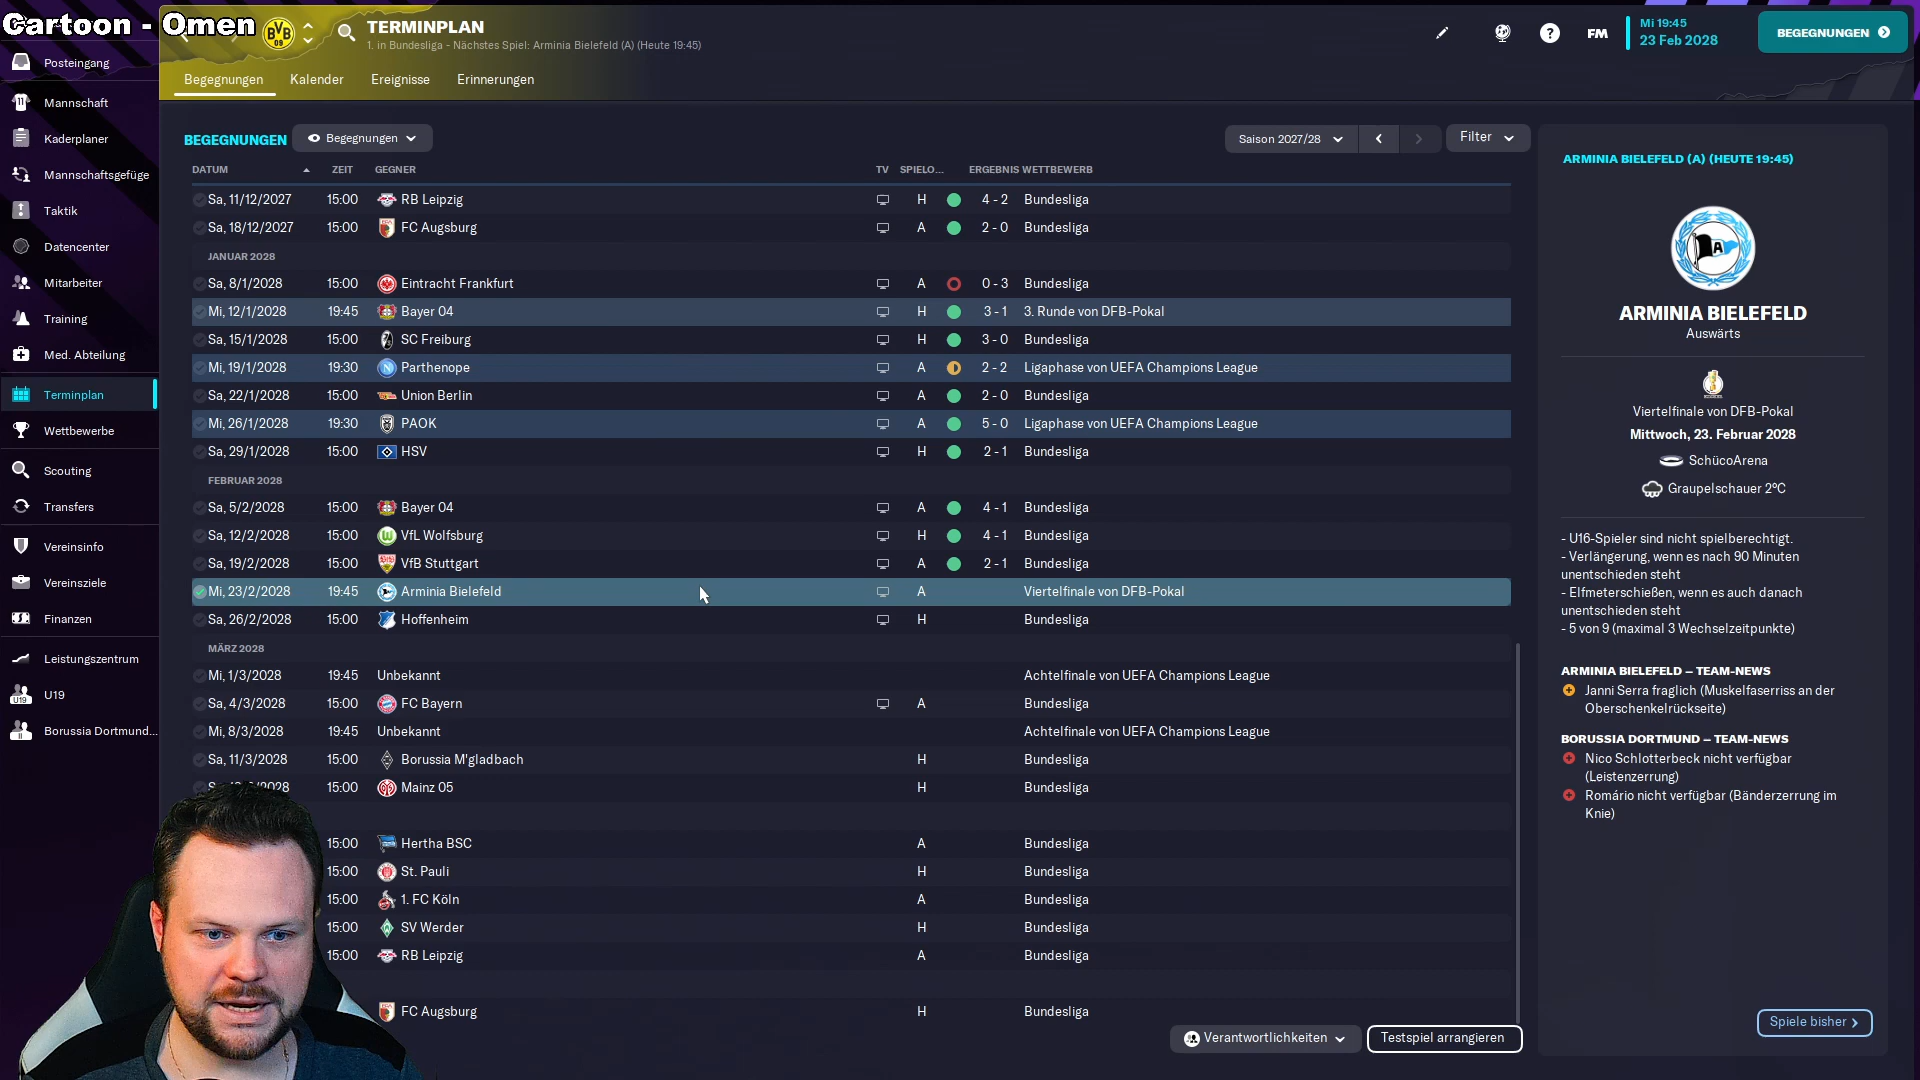 Cartoon - Omen
TERMINPLAN
1. in Bundesliga - Nächstes Spiel: Arminia Bielefeld (A) (Heute 19:45)
FM
Mi 19:45
23 Feb 2028
BEGEGNUNGEN
Begegnungen Kalender Ereignisse Erinnerungen
Posteingang
Mannschaft
Kaderplaner
Mannschaftsgefüge
Taktik
Datencenter
Mitarbeiter
Training
Med. Abteilung
Terminplan
Wettbewerbe
Scouting
Transfers
Vereinsinfo
Vereinsziele
Finanzen
Leistungszentrum
U19
Borussia Dortmund...
BEGEGNUNGEN Begegnungen Saison 2027/28 Filter
DATUM ZEIT GEGNER TV SPIELO... ERGEBNIS WETTBEWERB
Sa, 11/12/2027 15:00 RB Leipzig H 4 - 2 Bundesliga
Sa, 18/12/2027 15:00 FC Augsburg A 2 - 0 Bundesliga
JANUAR 2028
Sa, 8/1/2028 15:00 Eintracht Frankfurt A 0 - 3 Bundesliga
Mi, 12/1/2028 19:45 Bayer 04 H 3 - 1 3. Runde von DFB-Pokal
Sa, 15/1/2028 15:00 SC Freiburg H 3 - 0 Bundesliga
Mi, 19/1/2028 19:30 Parthenope A 2 - 2 Ligaphase von UEFA Champions League
Sa, 22/1/2028 15:00 Union Berlin A 2 - 0 Bundesliga
Mi, 26/1/2028 19:30 PAOK A 5 - 0 Ligaphase von UEFA Champions League
Sa, 29/1/2028 15:00 HSV H 2 - 1 Bundesliga
FEBRUAR 2028
Sa, 5/2/2028 15:00 Bayer 04 A 4 - 1 Bundesliga
Sa, 12/2/2028 15:00 VfL Wolfsburg H 4 - 1 Bundesliga
Sa, 19/2/2028 15:00 VfB Stuttgart A 2 - 1 Bundesliga
Mi, 23/2/2028 19:45 Arminia Bielefeld A Viertelfinale von DFB-Pokal
Sa, 26/2/2028 15:00 Hoffenheim H Bundesliga
MÄRZ 2028
Mi, 1/3/2028 19:45 Unbekannt Achtelfinale von UEFA Champions League
Sa, 4/3/2028 15:00 FC Bayern A Bundesliga
Mi, 8/3/2028 19:45 Unbekannt Achtelfinale von UEFA Champions League
Sa, 11/3/2028 15:00 Borussia M'gladbach H Bundesliga
15:00 Mainz 05 H Bundesliga
15:00 Hertha BSC A Bundesliga
15:00 St. Pauli H Bundesliga
15:00 1. FC Köln A Bundesliga
15:00 SV Werder H Bundesliga
15:00 RB Leipzig A Bundesliga
FC Augsburg H Bundesliga
Verantwortlichkeiten Testspiel arrangieren
ARMINIA BIELEFELD (A) (HEUTE 19:45)
ARMINIA BIELEFELD
Auswärts
Viertelfinale von DFB-Pokal
Mittwoch, 23. Februar 2028
SchücoArena
Graupelschauer 2°C
- U16-Spieler sind nicht spielberechtigt.
- Verlängerung, wenn es nach 90 Minuten
unentschieden steht
- Elfmeterschießen, wenn es auch danach
unentschieden steht
- 5 von 9 (maximal 3 Wechselzeitpunkte)
ARMINIA BIELEFELD – TEAM-NEWS
Janni Serra fraglich (Muskelfaserriss an der
Oberschenkelrückseite)
BORUSSIA DORTMUND – TEAM-NEWS
Nico Schlotterbeck nicht verfügbar
(Leistenzerrung)
Romário nicht verfügbar (Bänderzerrung im
Knie)
Spiele bisher